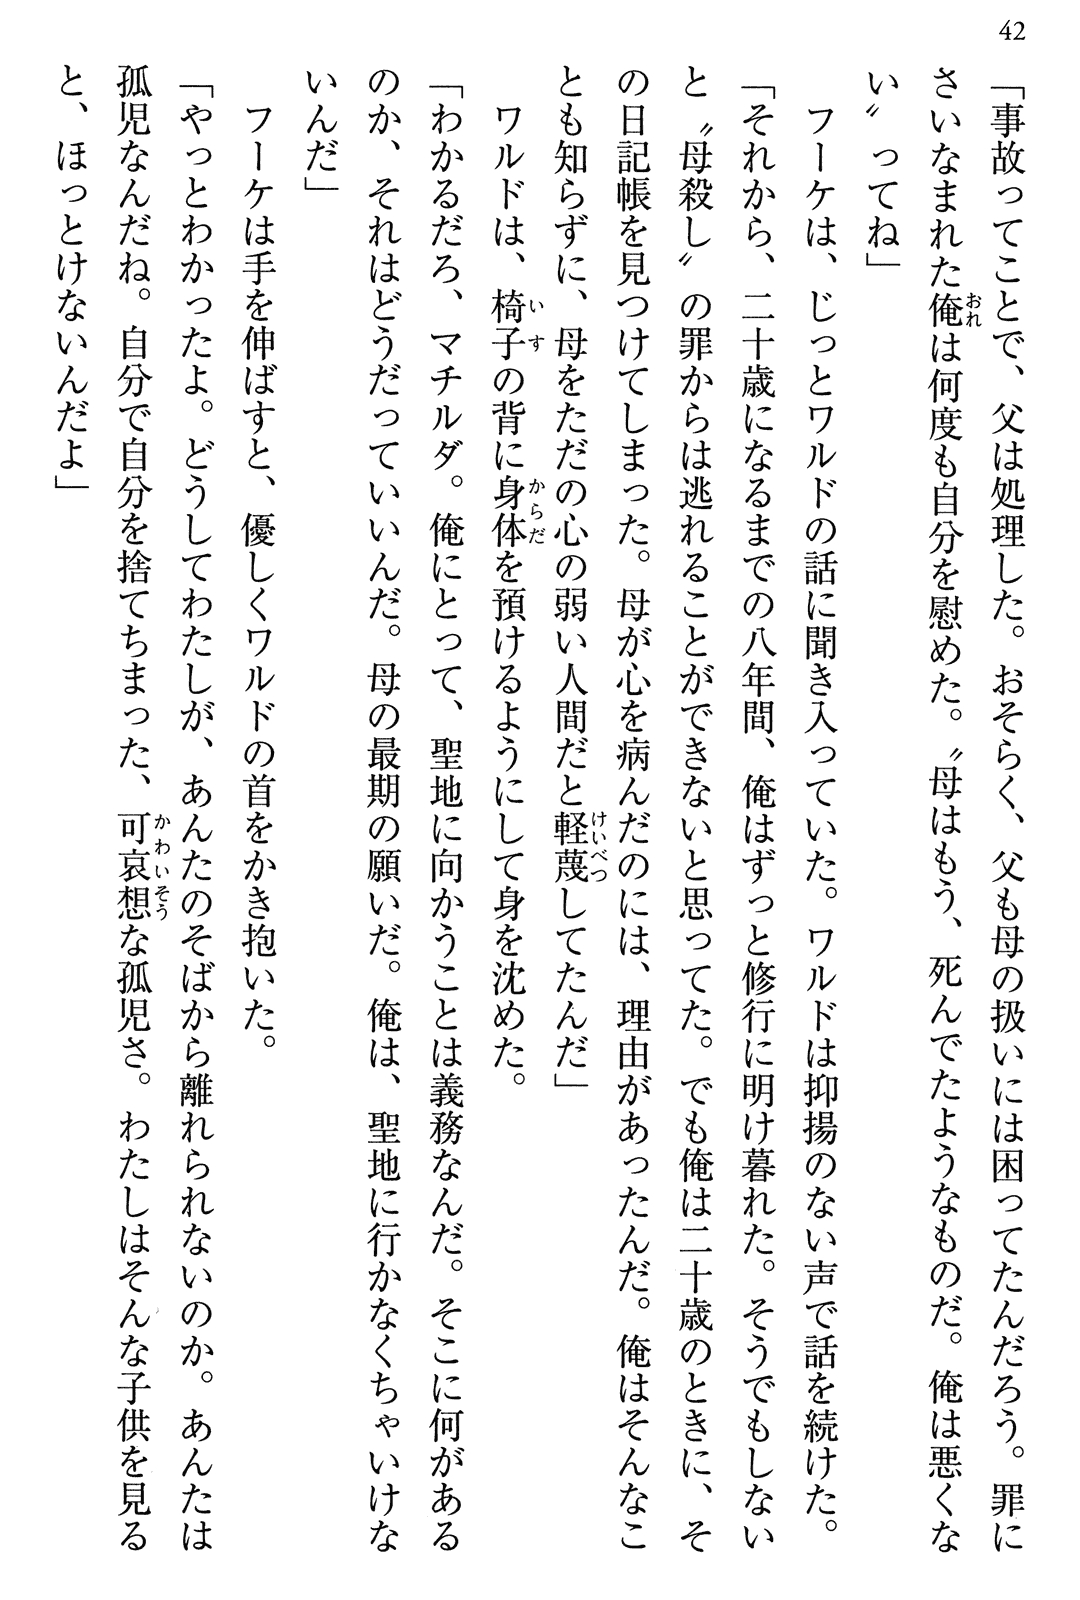 42
「事故ってことで、父は処理した。おそらく、父も母の扱いには困ってたんだろう。罪に
さいなまれた俺は何度も自分を慰めた。〝母はもう、死んでたようなものだ。俺は悪くな
い〟ってね」
フーケは、じっとワルドの話に聞き入っていた。ワルドは抑揚のない声で話を続けた。
「それから、二十歳になるまでの八年間、俺はずっと修行に明け暮れた。そうでもしない
と〝母殺し〟の罪からは逃れることができないと思ってた。でも俺は二十歳のときに、そ
の日記帳を見つけてしまった。母が心を病んだのには、理由があったんだ。俺はそんなこ
とも知らずに、母をただの心の弱い人間だと軽蔑してたんだ」
ワルドは、椅子の背に身体を預けるようにして身を沈めた。
「わかるだろ、マチルダ。俺にとって、聖地に向かうことは義務なんだ。そこに何がある
のか、それはどうだっていいんだ。母の最期の願いだ。俺は、聖地に行かなくちゃいけな
いんだ」
フーケは手を伸ばすと、優しくワルドの首をかき抱いた。
「やっとわかったよ。どうしてわたしが、あんたのそばから離れられないのか。あんたは
孤児なんだね。自分で自分を捨てちまった、可哀想な孤児さ。わたしはそんな子供を見る
と、ほっとけないんだよ」